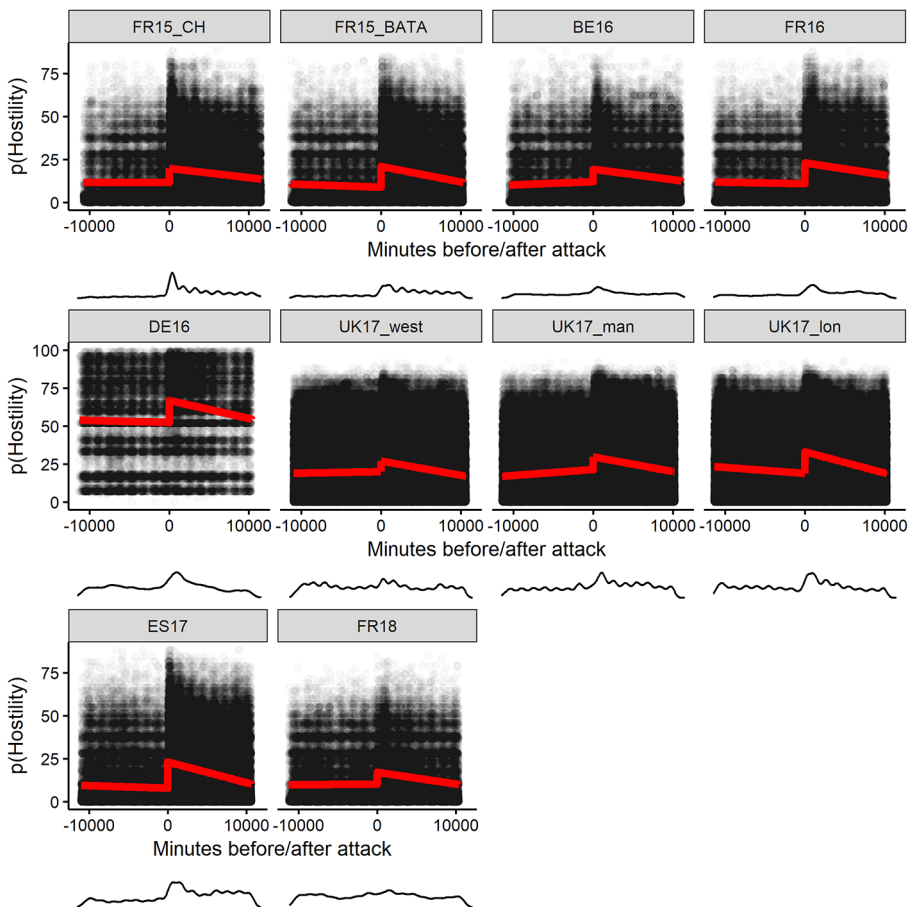 FR15_CH FR15_BATA BE16 FR16
p(Hostility)
75
50
25
0
-10000 0 10000 -10000 0 10000 -10000 0 10000 -10000 0 10000
Minutes before/after attack
DE16 UK17_west UK17_man UK17_lon
p(Hostility)
100
75
50
25
0
-10000 0 10000 -10000 0 10000 -10000 0 10000 -10000 0 10000
Minutes before/after attack
ES17 FR18
p(Hostility)
75
50
25
0
-10000 0 10000 -10000 0 10000
Minutes before/after attack